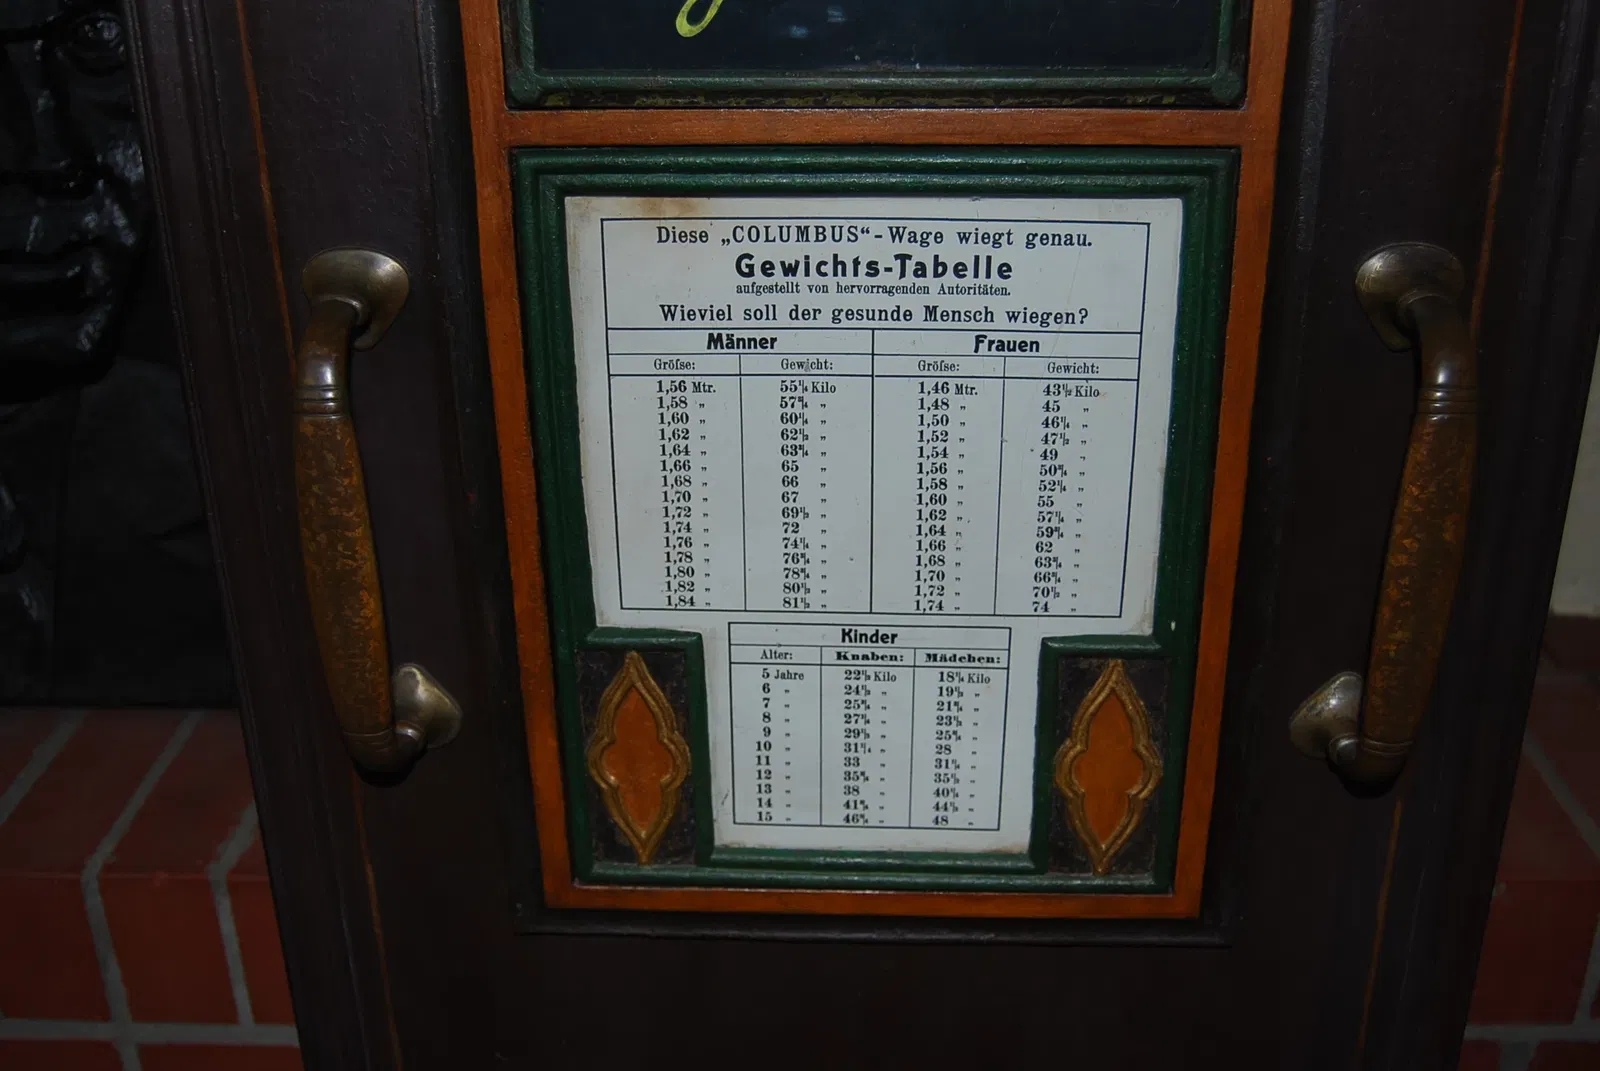 Diese „COLUMBUS“-Wage wiegt genau.
Gewichts-Tabelle
aufgestellt von hervorragenden Autoritäten.
Wieviel soll der gesunde Mensch wiegen?
Männer Frauen
Größe: Gewicht: Größe: Gewicht:
1,56 Mtr. 55¼ Kilo 1,46 Mtr. 43½ Kilo
1,58 „ 57¾ „ 1,48 „ 45 „
1,60 „ 60¼ „ 1,50 „ 46¼ „
1,62 „ 62½ „ 1,52 „ 47½ „
1,64 „ 63¾ „ 1,54 „ 49 „
1,66 „ 65 „ 1,56 „ 50¾ „
1,68 „ 66 „ 1,58 „ 52¼ „
1,70 „ 67 „ 1,60 „ 55 „
1,72 „ 69½ „ 1,62 „ 57¼ „
1,74 „ 72 „ 1,64 „ 59¾ „
1,76 „ 74¼ „ 1,66 „ 62 „
1,78 „ 76¾ „ 1,68 „ 63¾ „
1,80 „ 78¾ „ 1,70 „ 66¾ „
1,82 „ 80½ „ 1,72 „ 70½ „
1,84 „ 81½ „ 1,74 „ 74 „
Kinder
Alter: Knaben: Mädchen:
5 Jahre 22½ Kilo 18¼ Kilo
6 „ 24½ „ 19½ „
7 „ 25¾ „ 21¾ „
8 „ 27¼ „ 23½ „
9 „ 29½ „ 25¾ „
10 „ 31¼ „ 28 „
11 „ 33 „ 31¼ „
12 „ 35¾ „ 35½ „
13 „ 38 „ 40¼ „
14 „ 41¾ „ 44½ „
15 „ 46¾ „ 48 „